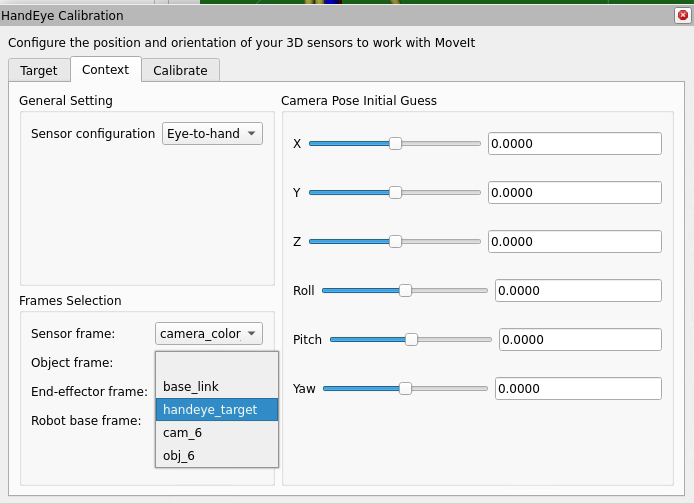 HandEye Calibration
Configure the position and orientation of your 3D sensors to work with MoveIt
Target
Context
Calibrate
General Setting
Sensor configuration
Eye-to-hand
Frames Selection
Sensor frame:
camera_color
Object frame:
End-effector frame:
Robot base frame:
base_link
handeye_target
cam_6
obj_6
Camera Pose Initial Guess
X 0.0000
Y 0.0000
Z 0.0000
Roll 0.0000
Pitch 0.0000
Yaw 0.0000